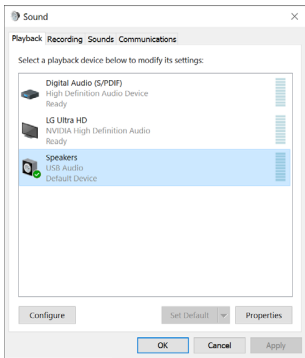 Sound
Playback Recording Sounds Communications
Select a playback device below to modify its settings:
Digital Audio (S/PDIF)
High Definition Audio Device
Ready
LG Ultra HD
NVIDIA High Definition Audio
Ready
Speakers
USB Audio
Default Device
Configure Set Default Properties
OK Cancel Apply